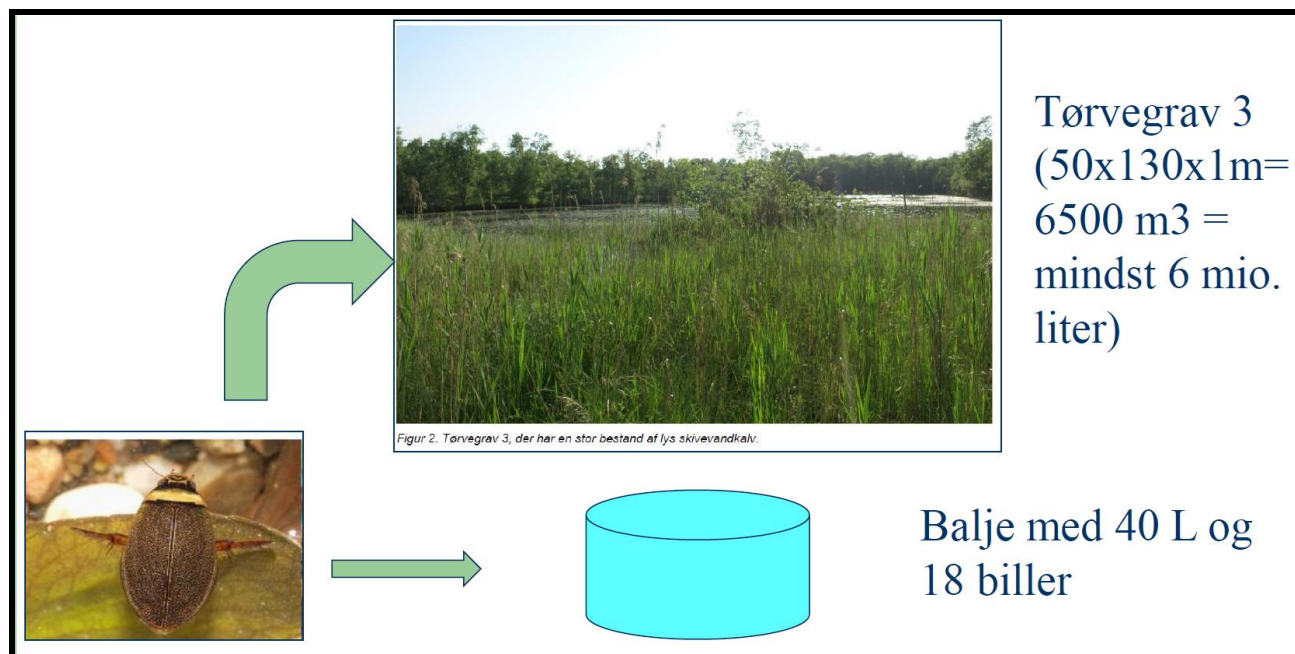 Tørvegrav 3
(50x130x1m=
6500 m3 =
mindst 6 mio.
liter)
Figur 2. Tørvegrav 3, der har en stor bestand af lys skivevandkalv.
Balje med 40 L og
18 biller